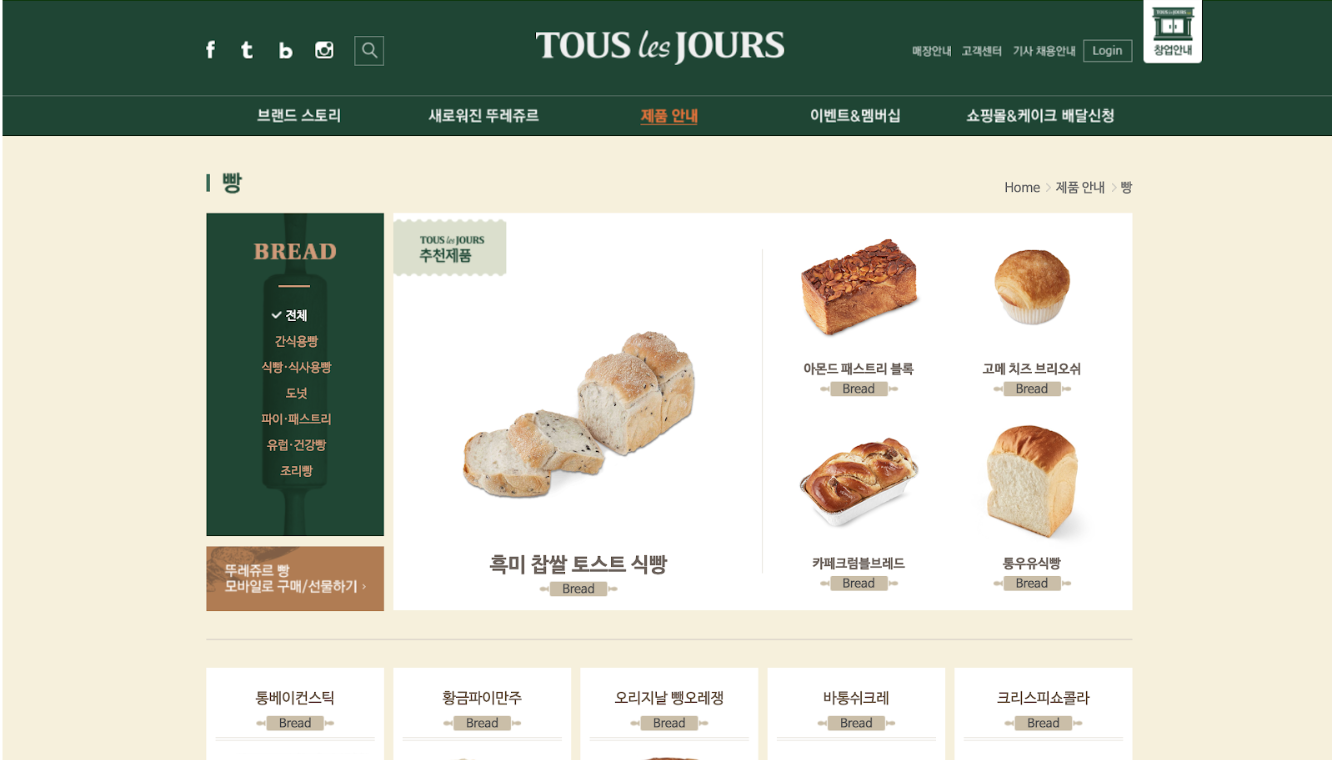 TOUS les JOURS
매장안내 고객센터 기사 채용안내 Login
TOUS les JOURS
창업안내
브랜드 스토리 새로워진 뚜레쥬르 제품 안내 이벤트&멤버십 쇼핑몰&케이크 배달신청
빵
Home > 제품 안내 > 빵
BREAD
전체
간식용빵
식빵·식사용빵
도넛
파이·패스트리
유럽·건강빵
조리빵
뚜레쥬르 빵
모바일로 구매/선물하기 >
TOUS les JOURS
추천제품
흑미 찹쌀 토스트 식빵
Bread
아몬드 패스트리 블록
Bread
고메 치즈 브리오쉬
Bread
카페크럼블브레드
Bread
통우유식빵
Bread
통베이컨스틱
Bread
황금파이만주
Bread
오리지날 뺑오레쟁
Bread
바통쉬크레
Bread
크리스피쇼콜라
Bread